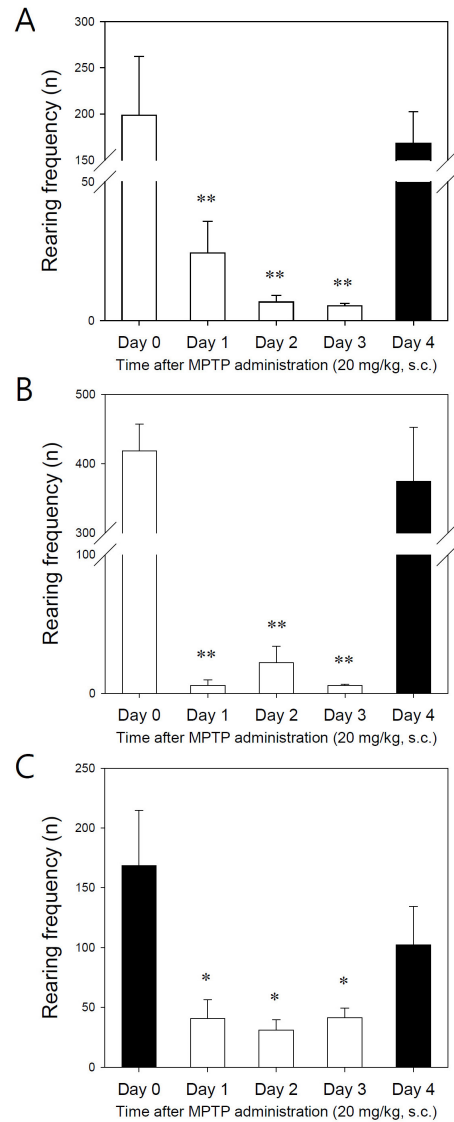 A
Rearing frequency (n)
300
200
150
50
0
**
**
**
Day 0 Day 1 Day 2 Day 3 Day 4
Time after MPTP administration (20 mg/kg, s.c.)
B
Rearing frequency (n)
500
400
300
100
0
**
**
**
Day 0 Day 1 Day 2 Day 3 Day 4
Time after MPTP administration (20 mg/kg, s.c.)
C
Rearing frequency (n)
250
200
150
100
50
0
*
*
*
Day 0 Day 1 Day 2 Day 3 Day 4
Time after MPTP administration (20 mg/kg, s.c.)